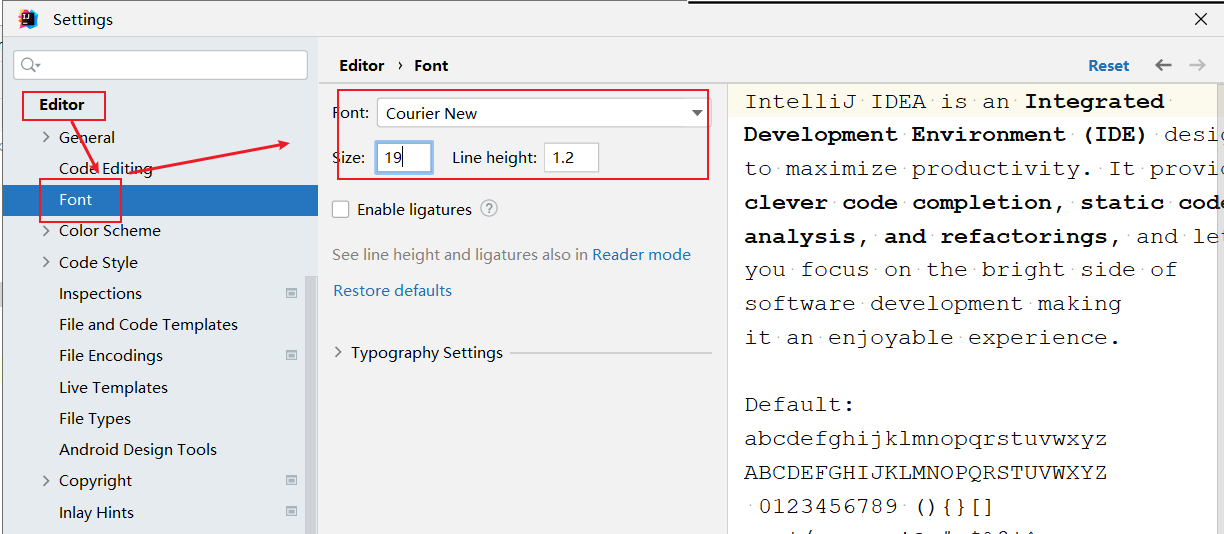 Settings
Editor
General
Code Editing
Font
Color Scheme
Code Style
Inspections
File and Code Templates
File Encodings
Live Templates
File Types
Android Design Tools
Copyright
Inlay Hints
Editor › Font
Reset
Font: Courier New
Size: 19 Line height: 1.2
Enable ligatures ?
See line height and ligatures also in Reader mode
Restore defaults
Typography Settings
IntelliJ IDEA is an Integrated
Development Environment (IDE) desi
to maximize productivity. It provi
clever code completion, static cod
analysis, and refactorings, and le
you focus on the bright side of
software development making
it an enjoyable experience.
Default:
abcdefghijklmnopqrstuvwxyz
ABCDEFGHIJKLMNOPQRSTUVWXYZ
0123456789 (){}[]